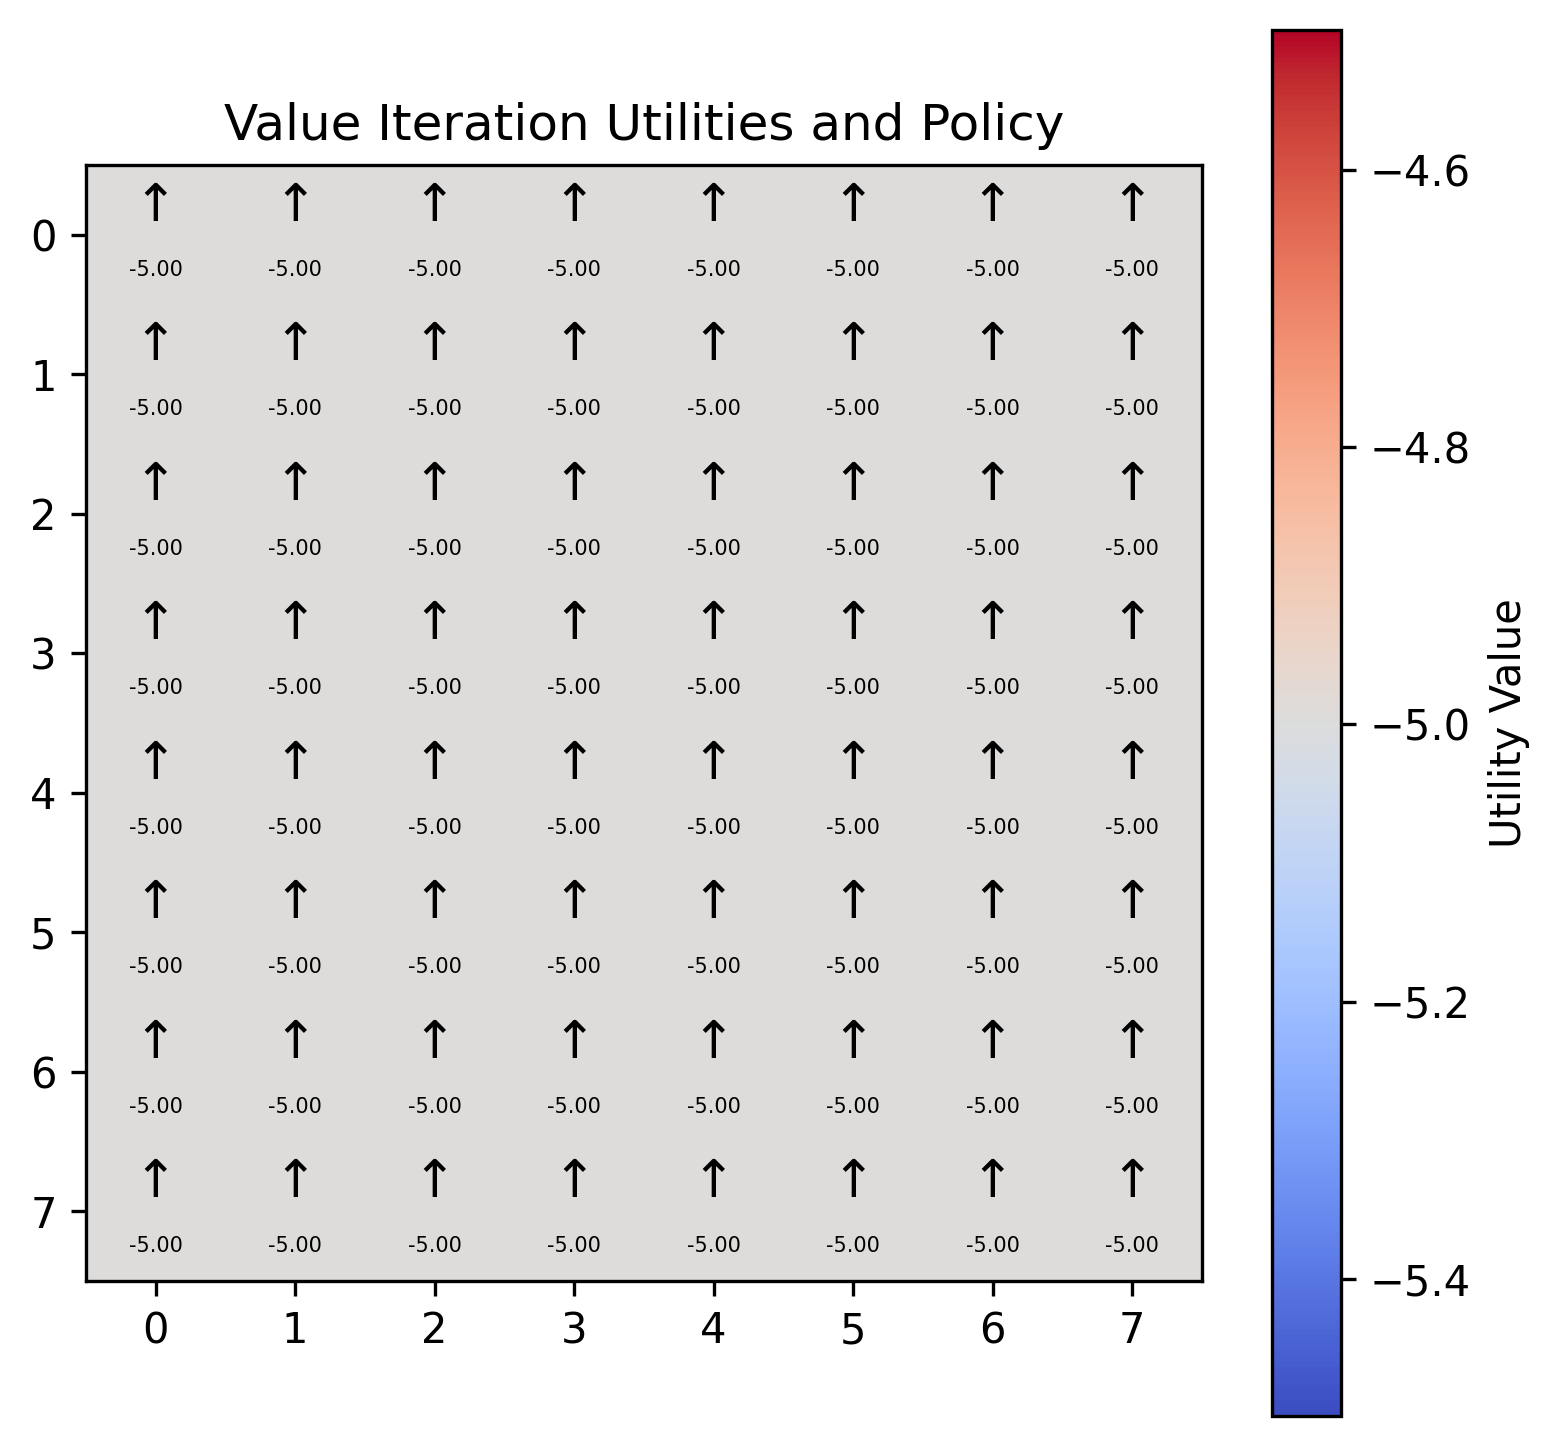 Value Iteration Utilities and Policy
↑ ↑ ↑ ↑ ↑ ↑ ↑ ↑
0
-5.00 -5.00 -5.00 -5.00 -5.00 -5.00 -5.00 -5.00
↑ ↑ ↑ ↑ ↑ ↑ ↑ ↑
1
-5.00 -5.00 -5.00 -5.00 -5.00 -5.00 -5.00 -5.00
↑ ↑ ↑ ↑ ↑ ↑ ↑ ↑
2
-5.00 -5.00 -5.00 -5.00 -5.00 -5.00 -5.00 -5.00
↑ ↑ ↑ ↑ ↑ ↑ ↑ ↑
3
-5.00 -5.00 -5.00 -5.00 -5.00 -5.00 -5.00 -5.00
↑ ↑ ↑ ↑ ↑ ↑ ↑ ↑
4
-5.00 -5.00 -5.00 -5.00 -5.00 -5.00 -5.00 -5.00
↑ ↑ ↑ ↑ ↑ ↑ ↑ ↑
5
-5.00 -5.00 -5.00 -5.00 -5.00 -5.00 -5.00 -5.00
↑ ↑ ↑ ↑ ↑ ↑ ↑ ↑
6
-5.00 -5.00 -5.00 -5.00 -5.00 -5.00 -5.00 -5.00
↑ ↑ ↑ ↑ ↑ ↑ ↑ ↑
7
-5.00 -5.00 -5.00 -5.00 -5.00 -5.00 -5.00 -5.00
0 1 2 3 4 5 6 7
−4.6
−4.8
−5.0
−5.2
−5.4
Utility Value